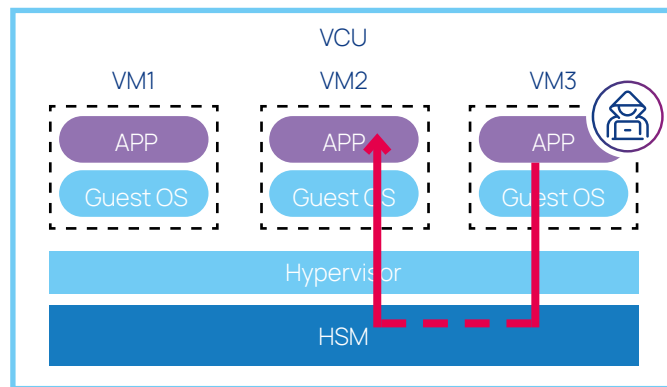 VCU
VM1 VM2 VM3
APP APP APP
Guest OS Guest OS Guest OS
Hypervisor
HSM